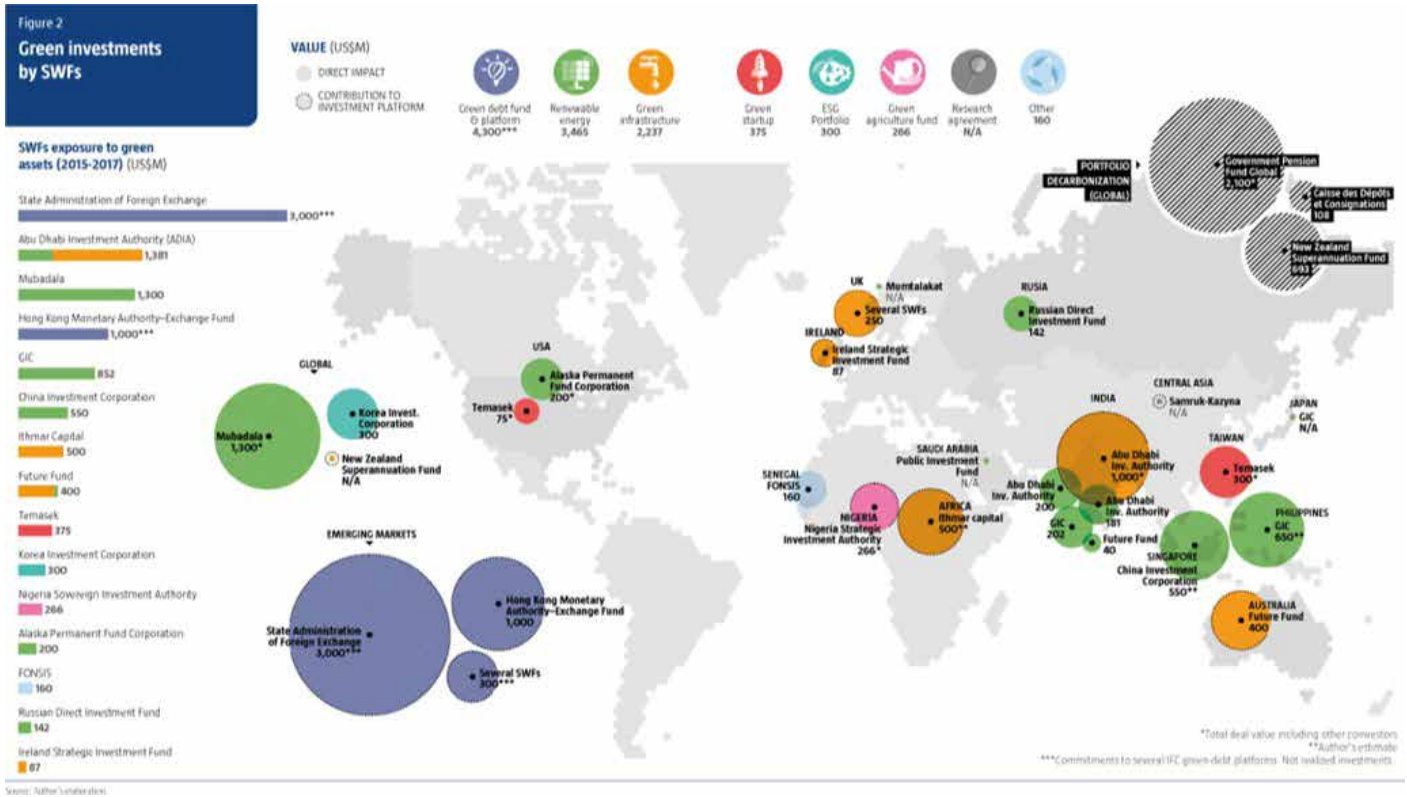 Figure 2
Green investments
by SWFs
VALUE (US$M)
DIRECT IMPACT
CONTRIBUTION TO
INVESTMENT PLATFORM
Green debt fund
& platform
4,300***
Renewable
energy
3,465
Green
infrastructure
2,237
Green
startup
375
ESG
Portfolio
300
Green
agriculture fund
266
Research
agreement
N/A
Other
160
SWFs exposure to green
assets (2015-2017) (US$M)
State Administration of Foreign Exchange
3,000***
Abu Dhabi Investment Authority (ADIA)
1,381
Mubadala
1,300
Hong Kong Monetary Authority–Exchange Fund
1,000***
GIC
852
China Investment Corporation
550
Ithmar Capital
500
Future Fund
400
Temasek
375
Korea Investment Corporation
300
Nigeria Sovereign Investment Authority
266
Alaska Permanent Fund Corporation
200
FONSIS
160
Russian Direct Investment Fund
142
Ireland Strategic Investment Fund
87
PORTFOLIO
DECARBONIZATION
(GLOBAL)
Government Pension
Fund Global
2,100*
Caisse des Dépôts
et Consignations
108
New Zealand
Superannuation Fund
693
GLOBAL
Mubadala
1,300*
Korea Invest.
Corporation
300
New Zealand
Superannuation Fund
N/A
USA
Alaska Permanent
Fund Corporation
200*
Temasek
75*
EMERGING MARKETS
State Administration
of Foreign Exchange
3,000***
Hong Kong Monetary
Authority–Exchange Fund
1,000
Several SWFs
300***
UK
Mumtalakat
N/A
Several SWFs
250
IRELAND
Ireland Strategic
Investment Fund
87
RUSIA
Russian Direct
Investment Fund
142
CENTRAL ASIA
Samruk-Kazyna
N/A
JAPAN
GIC
N/A
INDIA
Abu Dhabi
Inv. Authority
1,000*
Abu Dhabi
Inv. Authority
200
Abu Dhabi
Inv. Authority
181
GIC
202
Future Fund
40
TAIWAN
Temasek
300*
SAUDI ARABIA
Public Investment
Fund
N/A
SENEGAL
FONSIS
160
NIGERIA
Nigeria Strategic
Investment Authority
266*
AFRICA
Ithmar capital
500**
PHILIPPINES
GIC
650**
SINGAPORE
China Investment
Corporation
550**
AUSTRALIA
Future Fund
400
*Total deal value including other coinvestors
**Author's estimate
***Commitments to several IFC green-debt platforms. Not realized investments.
Source: Author's elaboration.